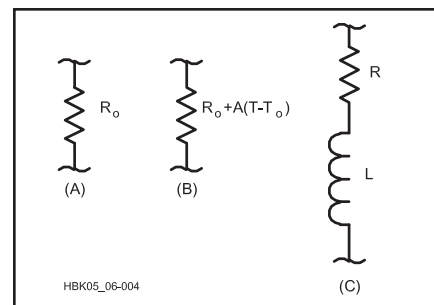 R
Rₒ
Rₒ+A(T-Tₒ)
L
(A)
(B)
(C)
HBK05_06-004